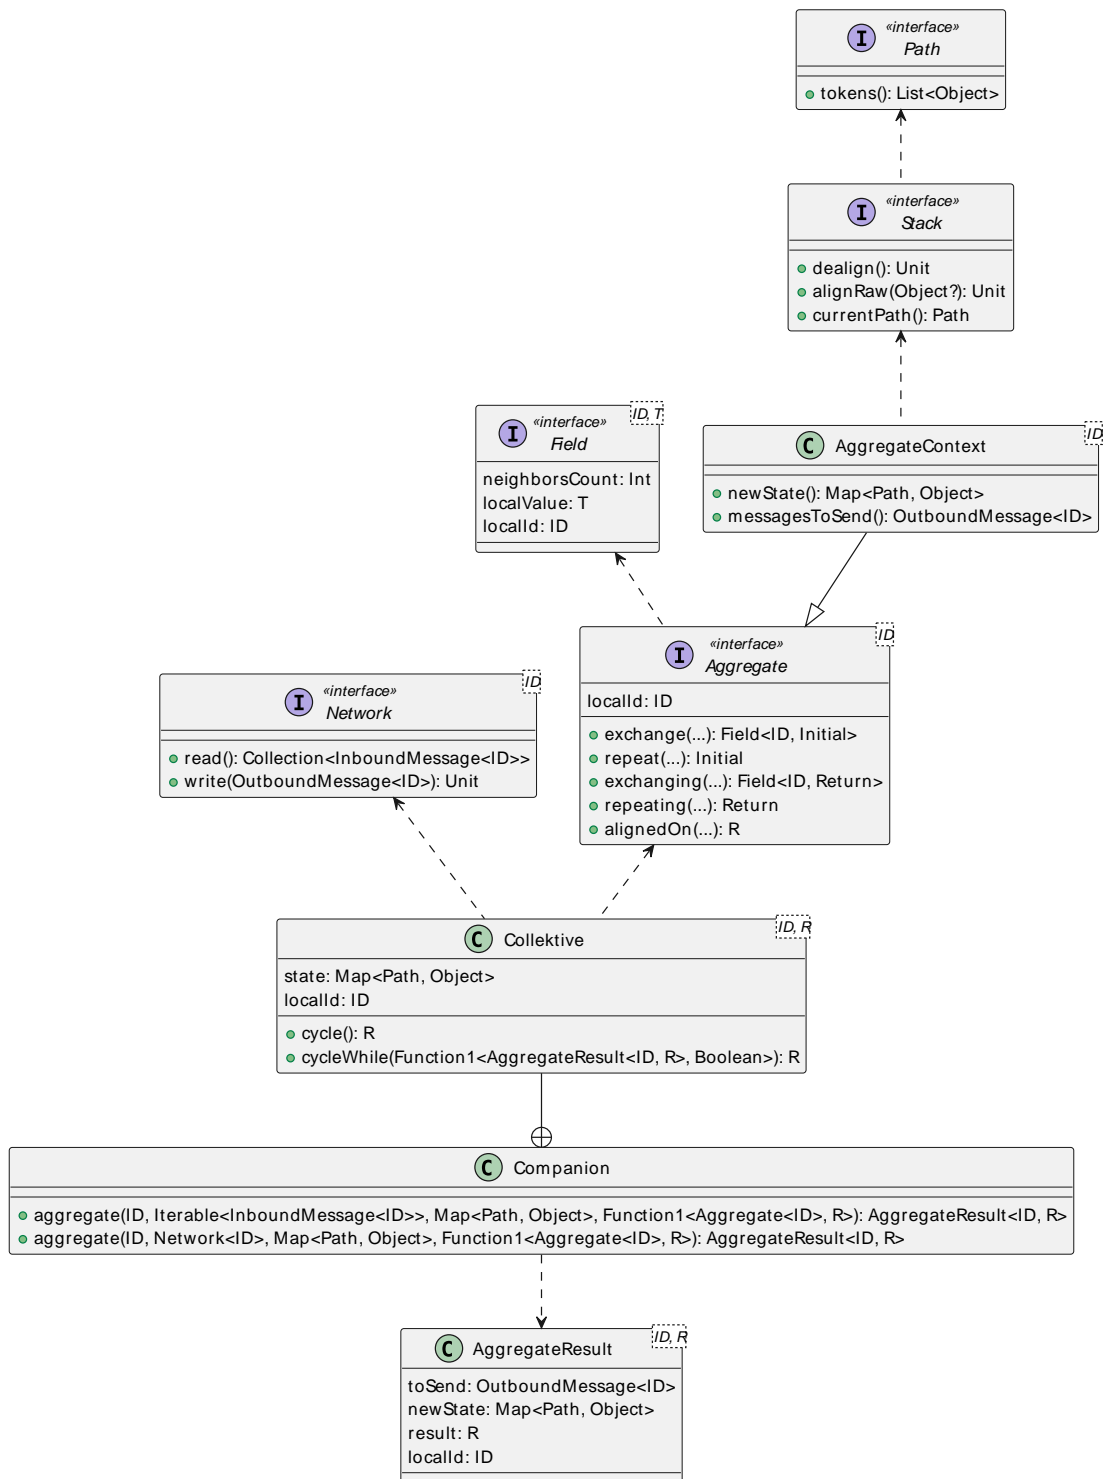 I
«interface»
Path
tokens(): List<Object>
I
«interface»
Stack
dealign(): Unit
alignRaw(Object?): Unit
currentPath(): Path
I
«interface»
Field
ID, T
neighborsCount: Int
localValue: T
localId: ID
C
AggregateContext
ID
newState(): Map<Path, Object>
messagesToSend(): OutboundMessage<ID>
I
«interface»
Aggregate
ID
localId: ID
exchange(...): Field<ID, Initial>
repeat(...): Initial
exchanging(...): Field<ID, Return>
repeating(...): Return
alignedOn(...): R
I
«interface»
Network
ID
read(): Collection<InboundMessage<ID>>
write(OutboundMessage<ID>): Unit
C
Collektive
ID, R
state: Map<Path, Object>
localId: ID
cycle(): R
cycleWhile(Function1<AggregateResult<ID, R>, Boolean>): R
C
Companion
aggregate(ID, Iterable<InboundMessage<ID>>, Map<Path, Object>, Function1<Aggregate<ID>, R>): AggregateResult<ID, R>
aggregate(ID, Network<ID>, Map<Path, Object>, Function1<Aggregate<ID>, R>): AggregateResult<ID, R>
C
AggregateResult
ID, R
toSend: OutboundMessage<ID>
newState: Map<Path, Object>
result: R
localId: ID